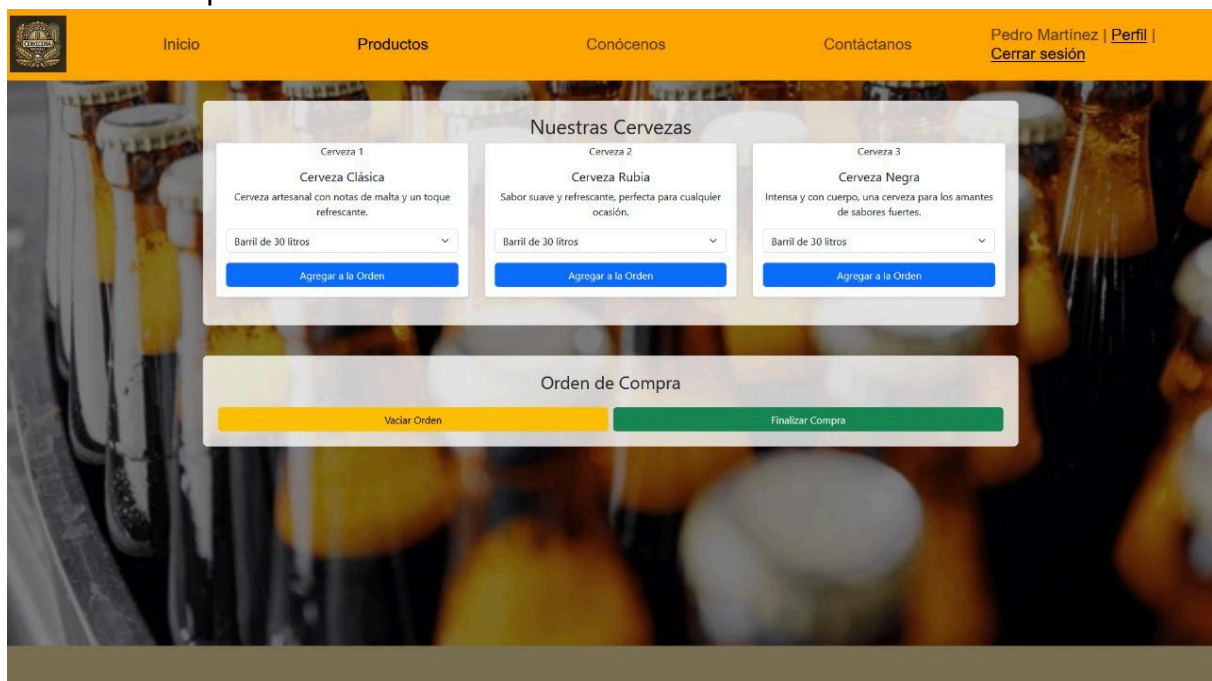 Inicio
Productos
Conócenos
Contáctanos
Pedro Martínez | Perfil |
Cerrar sesión
Nuestras Cervezas
Cerveza 1
Cerveza Clásica
Cerveza artesanal con notas de malta y un toque
refrescante.
Barril de 30 litros
Agregar a la Orden
Cerveza 2
Cerveza Rubia
Sabor suave y refrescante, perfecta para cualquier
ocasión.
Barril de 30 litros
Agregar a la Orden
Cerveza 3
Cerveza Negra
Intensa y con cuerpo, una cerveza para los amantes
de sabores fuertes.
Barril de 30 litros
Agregar a la Orden
Orden de Compra
Vaciar Orden
Finalizar Compra